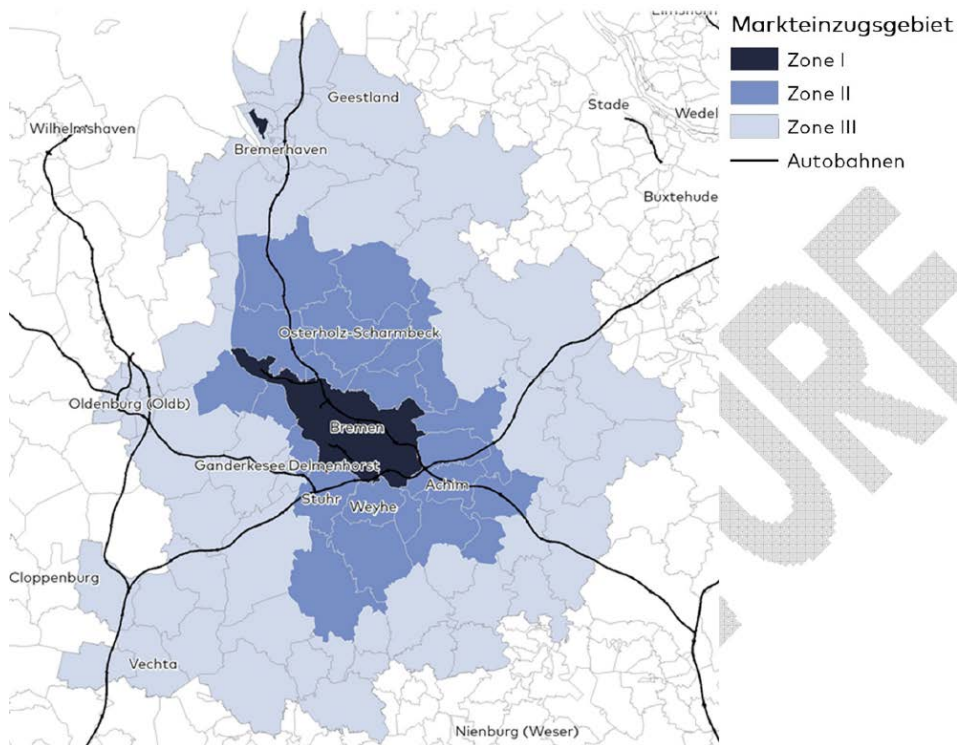 Markteinzugsgebiet
Zone I
Zone II
Zone III
Autobahnen
Geestland
Stade
Wedel
Wilhelmshaven
Bremerhaven
Buxtehude
Osterholz-Scharmbeck
Oldenburg (Oldb)
Bremen
Ganderkesee Delmenhorst
Achim
Stuhr
Weyhe
Cloppenburg
Vechta
Nienburg (Weser)
URF